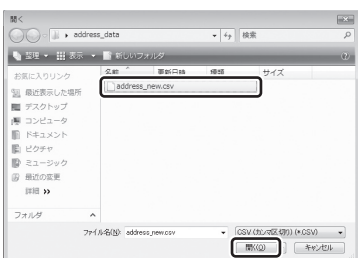 開く
address_data
検索
整理 表示 新しいフォルダ
お気に入りリンク
名前 更新日時 種類 サイズ
最近表示した場所
address_new.csv
デスクトップ
コンピュータ
ドキュメント
ピクチャ
ミュージック
最近の変更
詳細 »
フォルダ
ファイル名(N): address_new.csv
CSV (カンマ区切り) (*.CSV)
開く(O)
キャンセル